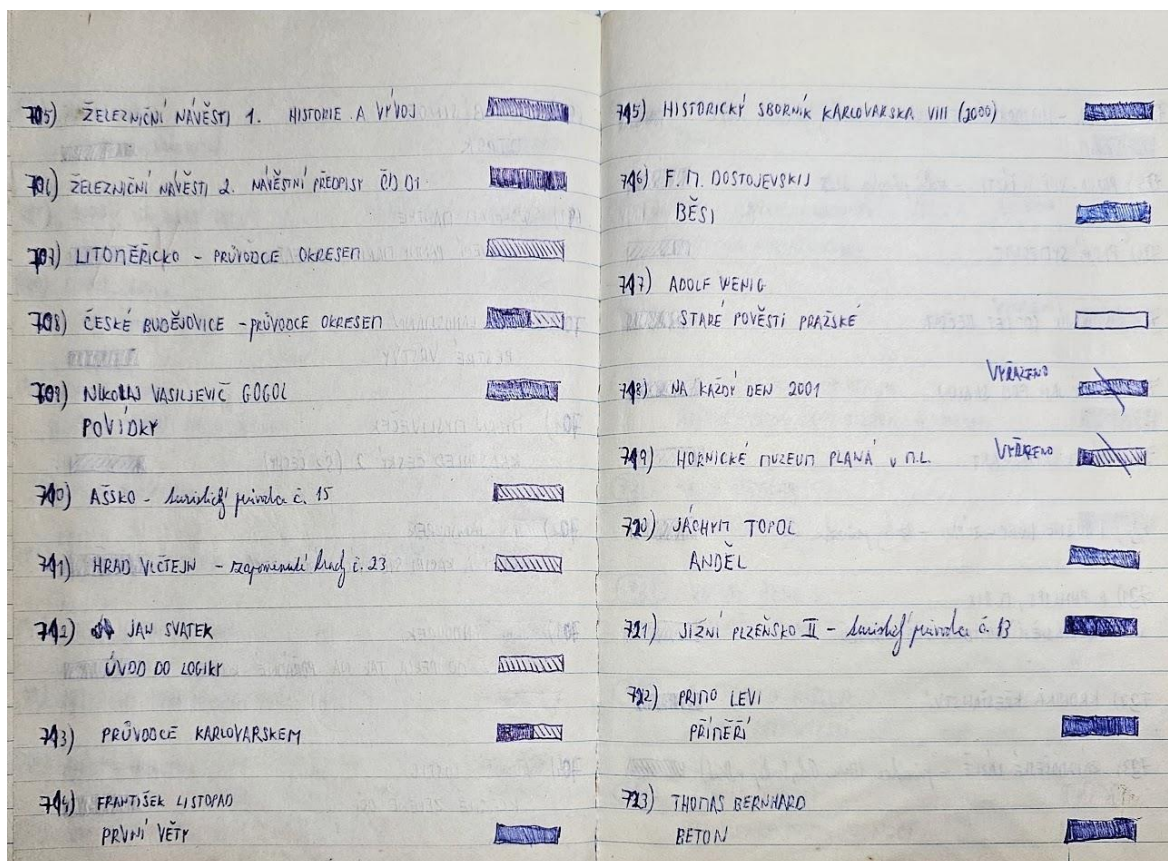 705) ŽELEZNIČNÍ NÁVĚSTI 1. HISTORIE A VÝVOJ
706) ŽELEZNIČNÍ NÁVĚSTI 2. NÁVĚSTNÍ PŘEDPISY ČD D1
707) LITOMĚŘICKO - PRŮVODCE OKRESEM
708) ČESKÉ BUDĚJOVICE - PRŮVODCE OKRESEM
709) NIKOLAJ VASILJEVIČ GOGOL
POVÍDKY
710) AŠSKO - turistický průvodce č. 15
711) HRAD VLČTEJN - zapomenuté hrady č. 23
712) JAN SVATEK
ÚVOD DO LOGIKY
713) PRŮVODCE KARLOVARSKEM
714) FRANTIŠEK LISTOPAD
PRVNÍ VĚTY
715) HISTORICKÝ SBORNÍK KARLOVARSKA VIII (2000)
716) F. M. DOSTOJEVSKIJ
BĚSI
717) ADOLF WENIG
STARÉ POVĚSTI PRAŽSKÉ
718) NA KAŽDÝ DEN 2001 VYŘAZENO
719) HORNICKÉ MUZEUM PLANÁ u M.L. VYŘAZENO
720) JÁCHYM TOPOL
ANDĚL
721) JIŽNÍ PLZEŇSKO II - turistický průvodce č. 13
722) PRIMO LEVI
PŘÍMĚŘÍ
723) THOMAS BERNHARD
BETON